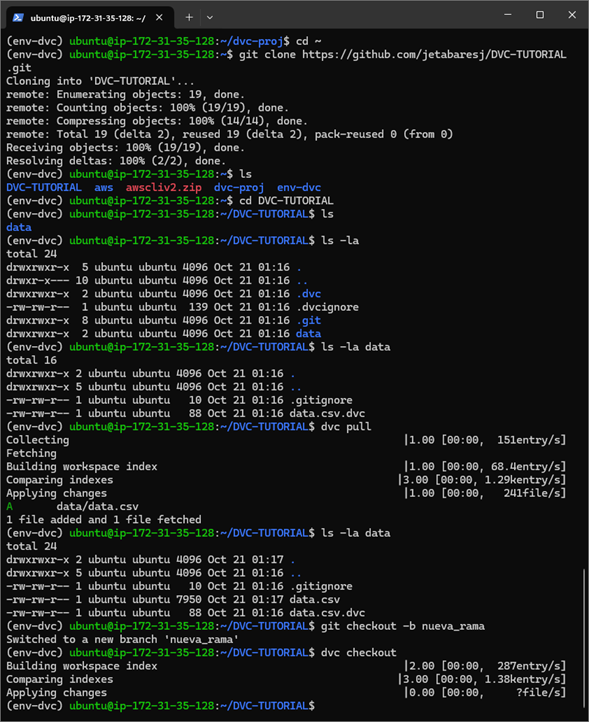 ubuntu@ip-172-31-35-128: ~/
(env-dvc) ubuntu@ip-172-31-35-128:~/dvc-proj$ cd ~
(env-dvc) ubuntu@ip-172-31-35-128:~$ git clone https://github.com/jetabaresj/DVC-TUTORIAL
.git
Cloning into 'DVC-TUTORIAL'...
remote: Enumerating objects: 19, done.
remote: Counting objects: 100% (19/19), done.
remote: Compressing objects: 100% (14/14), done.
remote: Total 19 (delta 2), reused 19 (delta 2), pack-reused 0 (from 0)
Receiving objects: 100% (19/19), done.
Resolving deltas: 100% (2/2), done.
(env-dvc) ubuntu@ip-172-31-35-128:~$ ls
DVC-TUTORIAL  aws  awscliv2.zip  dvc-proj  env-dvc
(env-dvc) ubuntu@ip-172-31-35-128:~$ cd DVC-TUTORIAL
(env-dvc) ubuntu@ip-172-31-35-128:~/DVC-TUTORIAL$ ls
data
(env-dvc) ubuntu@ip-172-31-35-128:~/DVC-TUTORIAL$ ls -la
total 24
drwxrwxr-x  5 ubuntu ubuntu 4096 Oct 21 01:16 .
drwxr-x--- 10 ubuntu ubuntu 4096 Oct 21 01:16 ..
drwxrwxr-x  2 ubuntu ubuntu 4096 Oct 21 01:16 .dvc
-rw-rw-r--  1 ubuntu ubuntu  139 Oct 21 01:16 .dvcignore
drwxrwxr-x  8 ubuntu ubuntu 4096 Oct 21 01:16 .git
drwxrwxr-x  2 ubuntu ubuntu 4096 Oct 21 01:16 data
(env-dvc) ubuntu@ip-172-31-35-128:~/DVC-TUTORIAL$ ls -la data
total 16
drwxrwxr-x 2 ubuntu ubuntu 4096 Oct 21 01:16 .
drwxrwxr-x 5 ubuntu ubuntu 4096 Oct 21 01:16 ..
-rw-rw-r-- 1 ubuntu ubuntu   10 Oct 21 01:16 .gitignore
-rw-rw-r-- 1 ubuntu ubuntu   88 Oct 21 01:16 data.csv.dvc
(env-dvc) ubuntu@ip-172-31-35-128:~/DVC-TUTORIAL$ dvc pull
Collecting |1.00 [00:00,  151entry/s]
Fetching
Building workspace index |1.00 [00:00, 68.4entry/s]
Comparing indexes |3.00 [00:00, 1.29kentry/s]
Applying changes |1.00 [00:00,   241file/s]
A       data/data.csv
1 file added and 1 file fetched
(env-dvc) ubuntu@ip-172-31-35-128:~/DVC-TUTORIAL$ ls -la data
total 24
drwxrwxr-x 2 ubuntu ubuntu 4096 Oct 21 01:17 .
drwxrwxr-x 5 ubuntu ubuntu 4096 Oct 21 01:16 ..
-rw-rw-r-- 1 ubuntu ubuntu   10 Oct 21 01:16 .gitignore
-rw-rw-r-- 1 ubuntu ubuntu 7950 Oct 21 01:17 data.csv
-rw-rw-r-- 1 ubuntu ubuntu   88 Oct 21 01:16 data.csv.dvc
(env-dvc) ubuntu@ip-172-31-35-128:~/DVC-TUTORIAL$ git checkout -b nueva_rama
Switched to a new branch 'nueva_rama'
(env-dvc) ubuntu@ip-172-31-35-128:~/DVC-TUTORIAL$ dvc checkout
Building workspace index |2.00 [00:00,  287entry/s]
Comparing indexes |3.00 [00:00, 1.38kentry/s]
Applying changes |0.00 [00:00,     ?file/s]
(env-dvc) ubuntu@ip-172-31-35-128:~/DVC-TUTORIAL$